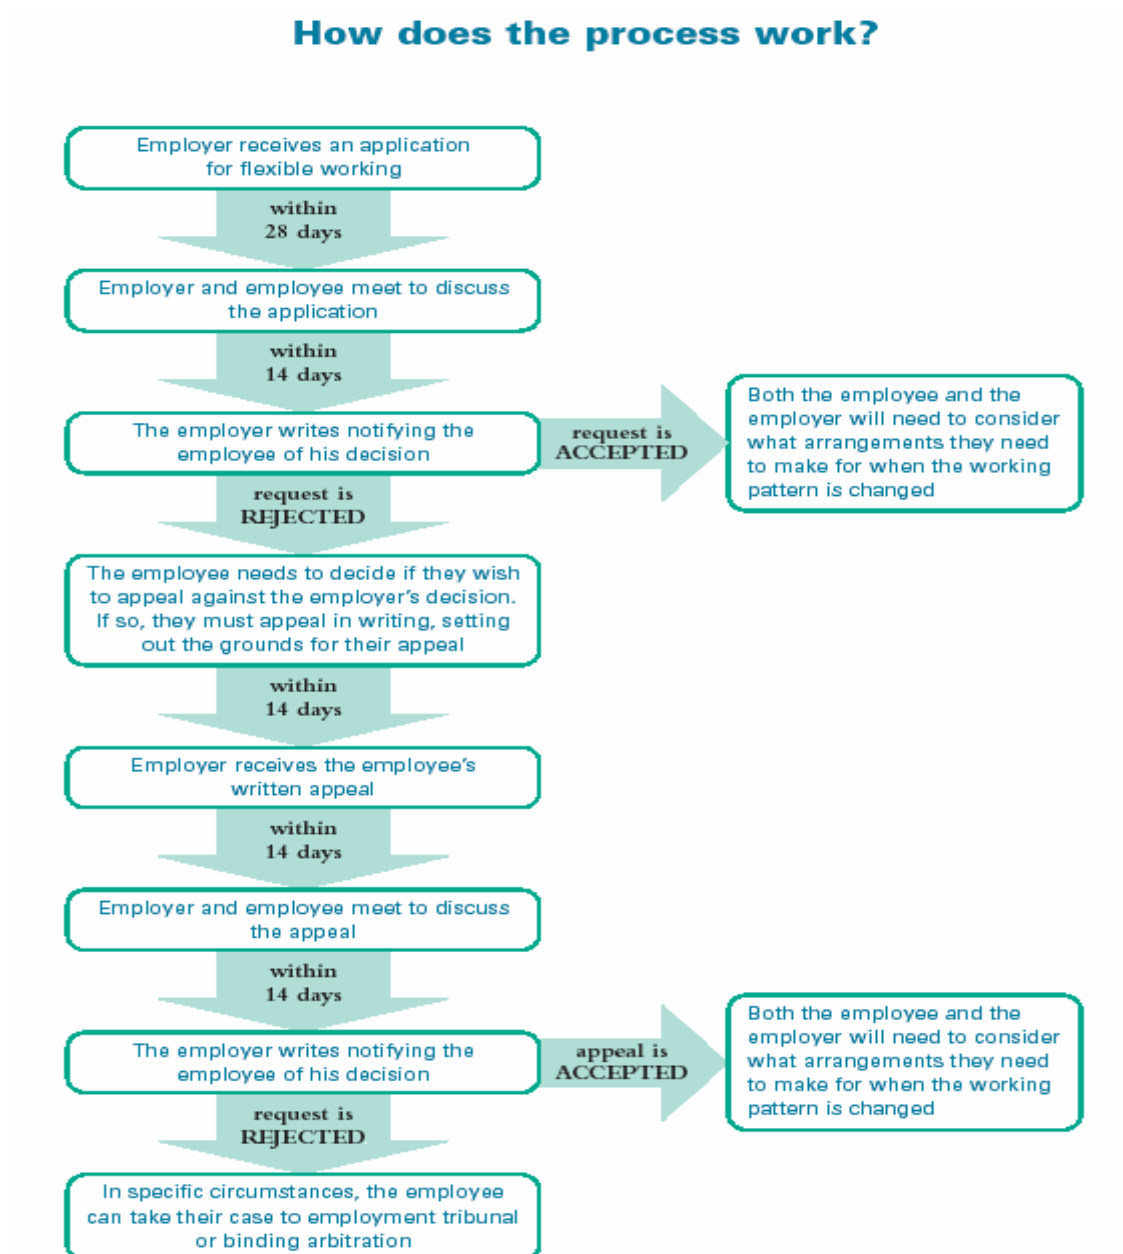 How does the process work?
Employer receives an application
for flexible working
within
28 days
Employer and employee meet to discuss
the application
within
14 days
The employer writes notifying the
employee of his decision
request is
ACCEPTED
Both the employee and the
employer will need to consider
what arrangements they need
to make for when the working
pattern is changed
request is
REJECTED
The employee needs to decide if they wish
to appeal against the employer's decision.
If so, they must appeal in writing, setting
out the grounds for their appeal
within
14 days
Employer receives the employee's
written appeal
within
14 days
Employer and employee meet to discuss
the appeal
within
14 days
The employer writes notifying the
employee of his decision
appeal is
ACCEPTED
Both the employee and the
employer will need to consider
what arrangements they need
to make for when the working
pattern is changed
request is
REJECTED
In specific circumstances, the employee
can take their case to employment tribunal
or binding arbitration